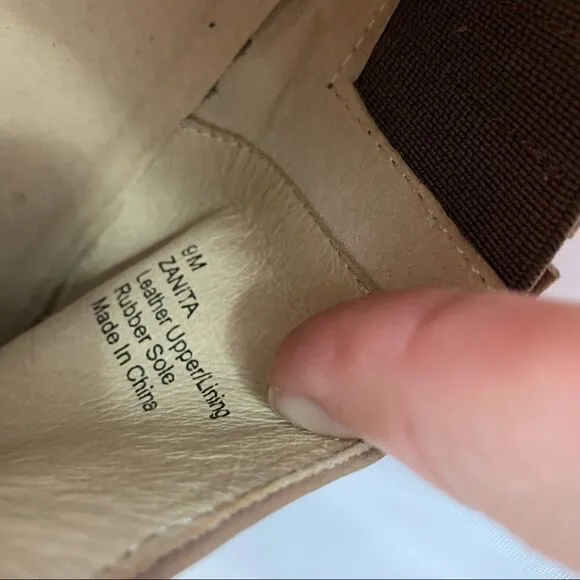 9M
ZANITA
Leather Upper/Lining
Rubber Sole
Made In China